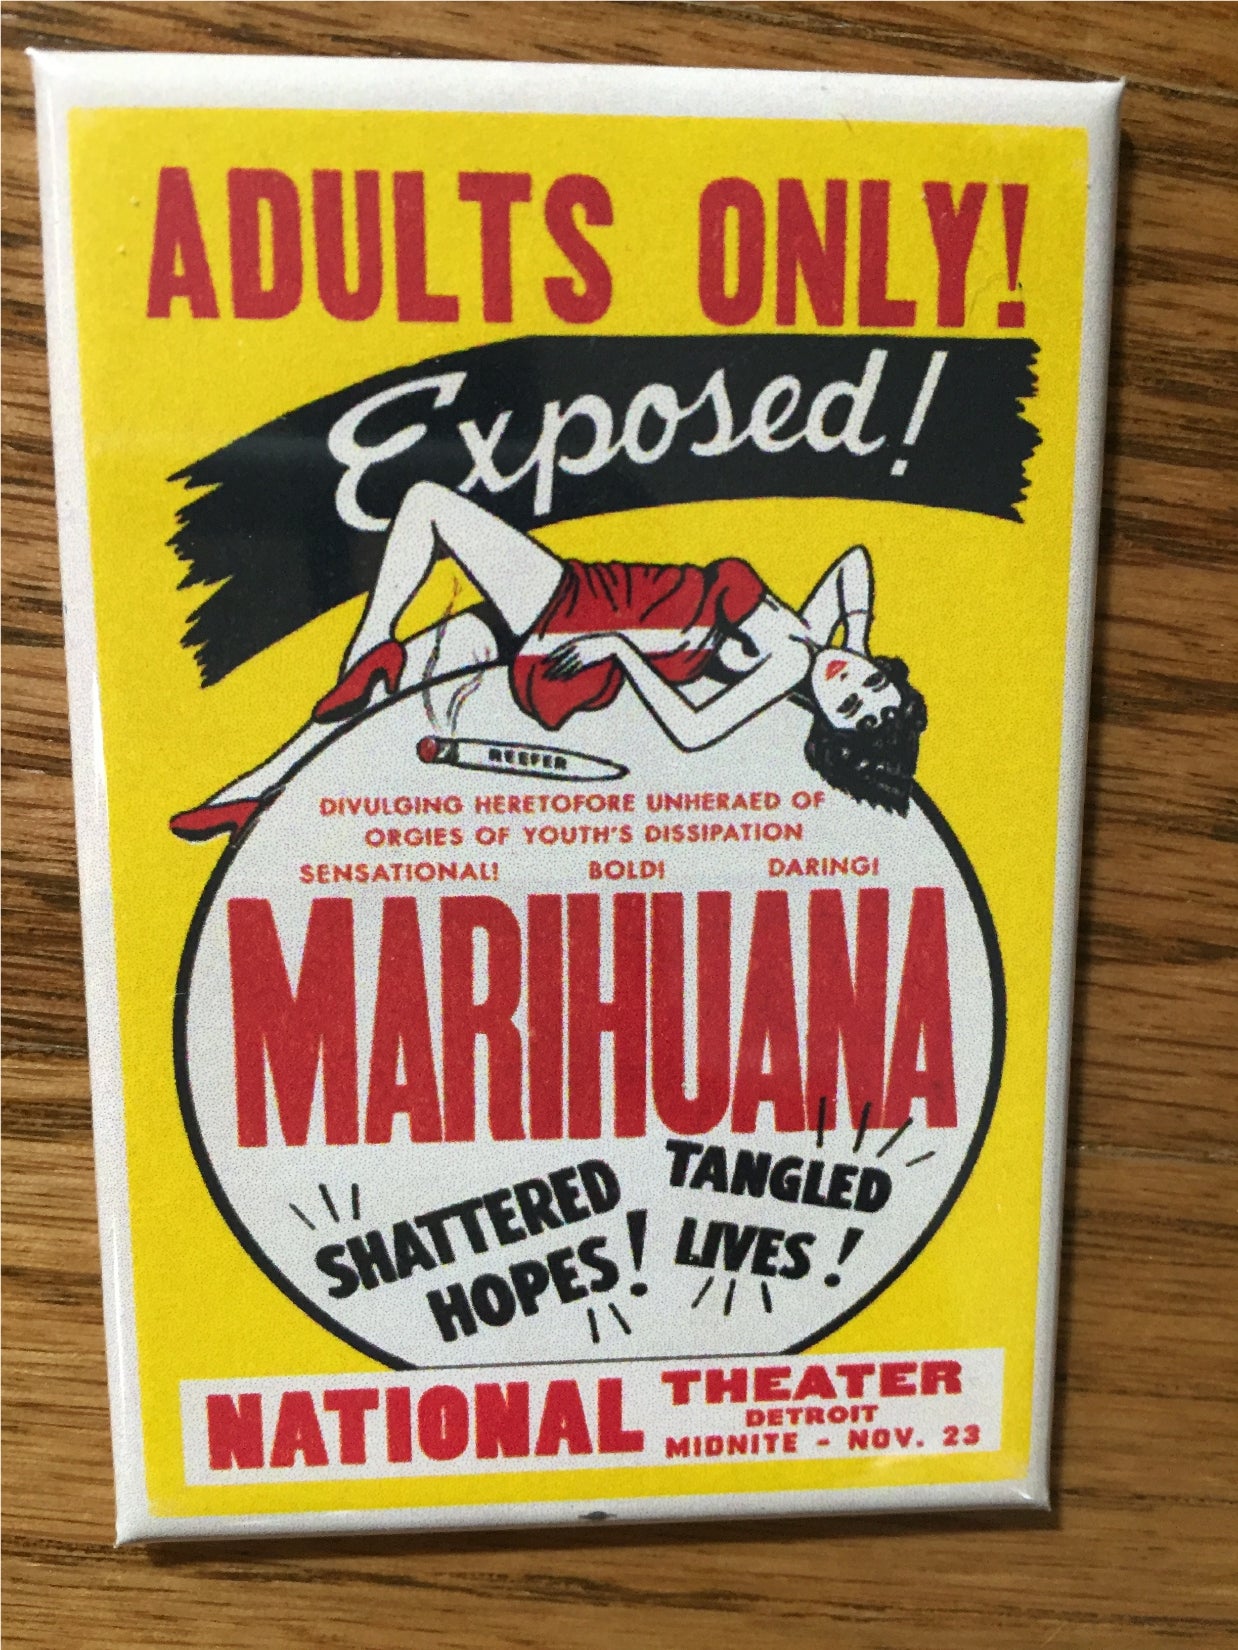 ADULTS ONLY!
Exposed!
REEFER
DIVULGING HERETOFORE UNHERAED OF
ORGIES OF YOUTH'S DISSIPATION
SENSATIONAL! BOLD! DARING!
MARIHUANA
SHATTERED
HOPES!
TANGLED
LIVES!
NATIONAL THEATER
DETROIT
MIDNITE - NOV. 23